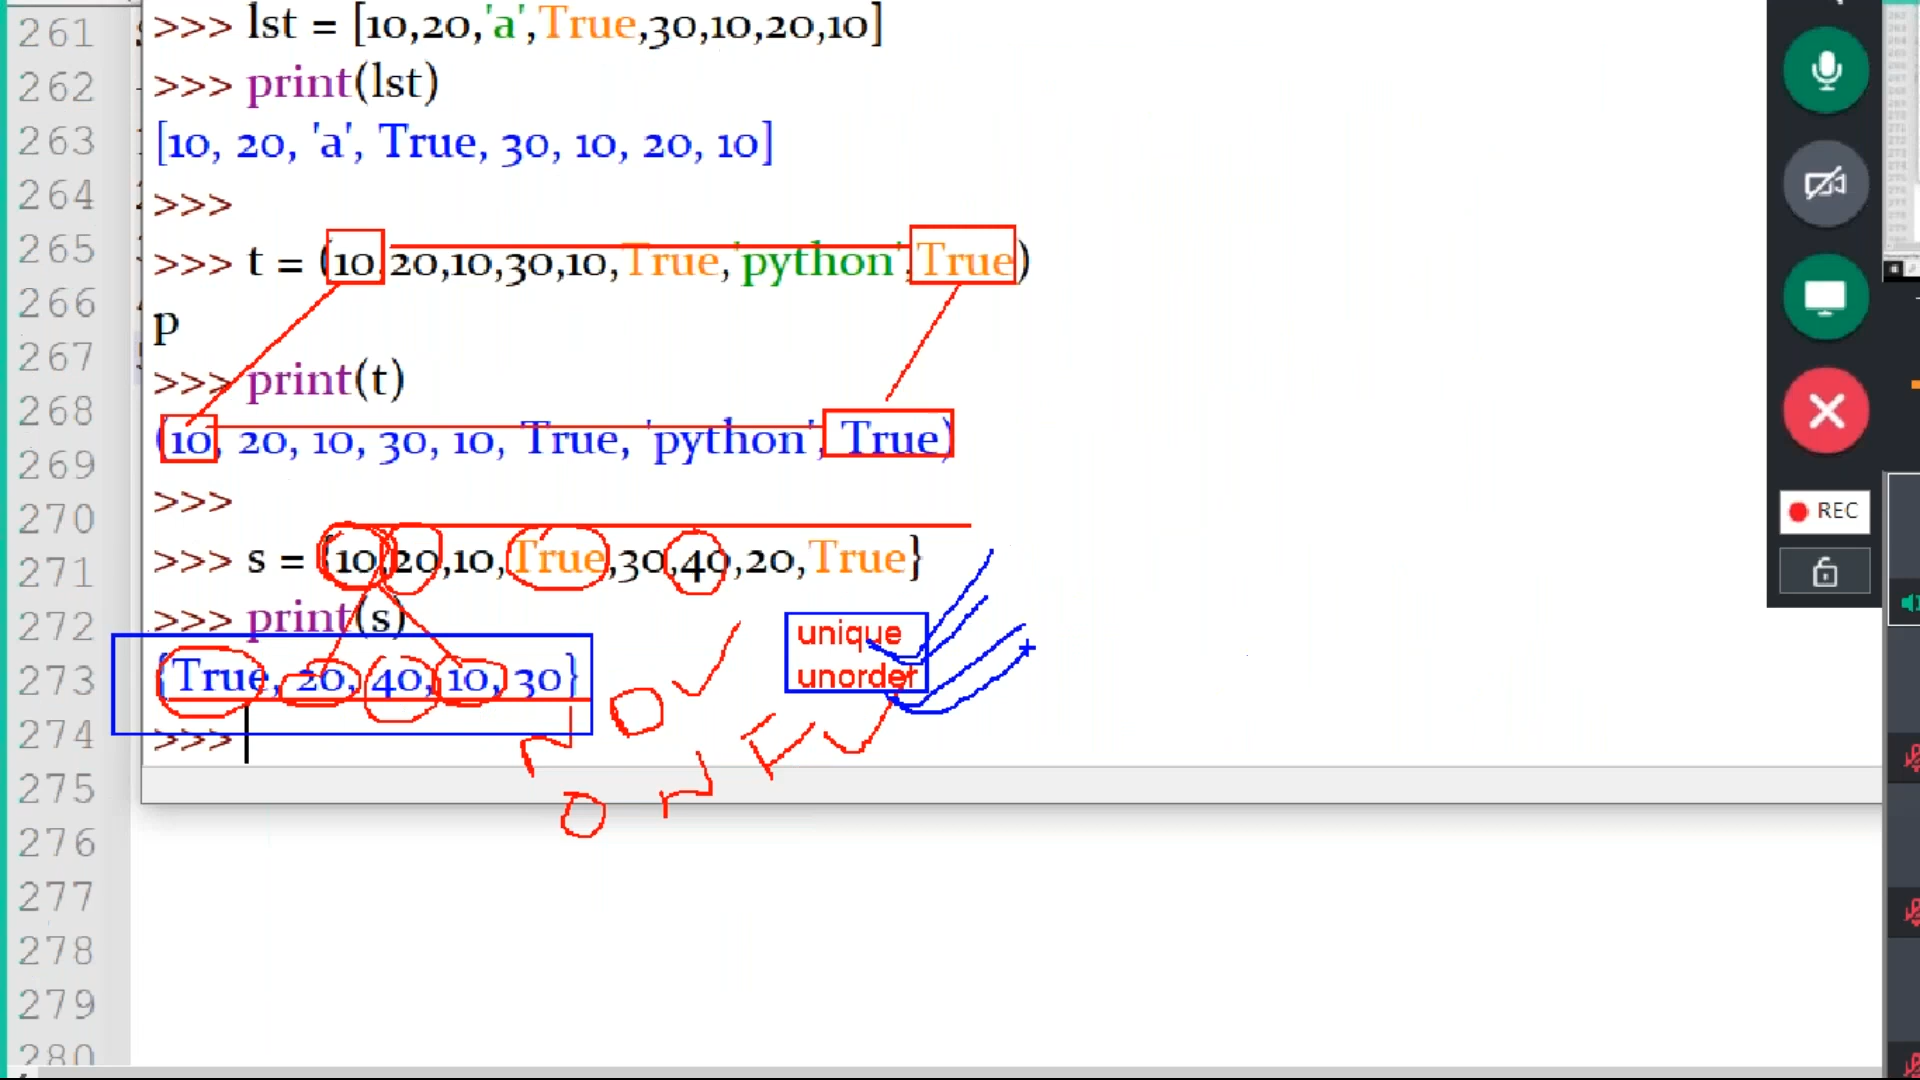 261
262
263
264
265
266
267
268
269
270
271
272
273
274
275
276
277
278
279
280
>>> lst = [10,20,'a',True,30,10,20,10]
>>> print(lst)
[10, 20, 'a', True, 30, 10, 20, 10]
>>>
>>> t = (10,20,10,30,10,True,'python',True)
p
>>> print(t)
(10, 20, 10, 30, 10, True, 'python', True)
>>>
>>> s = {10,20,10,True,30,40,20,True}
>>> print(s)
{True, 20, 40, 10, 30}
>>>
unique
unorder
REC